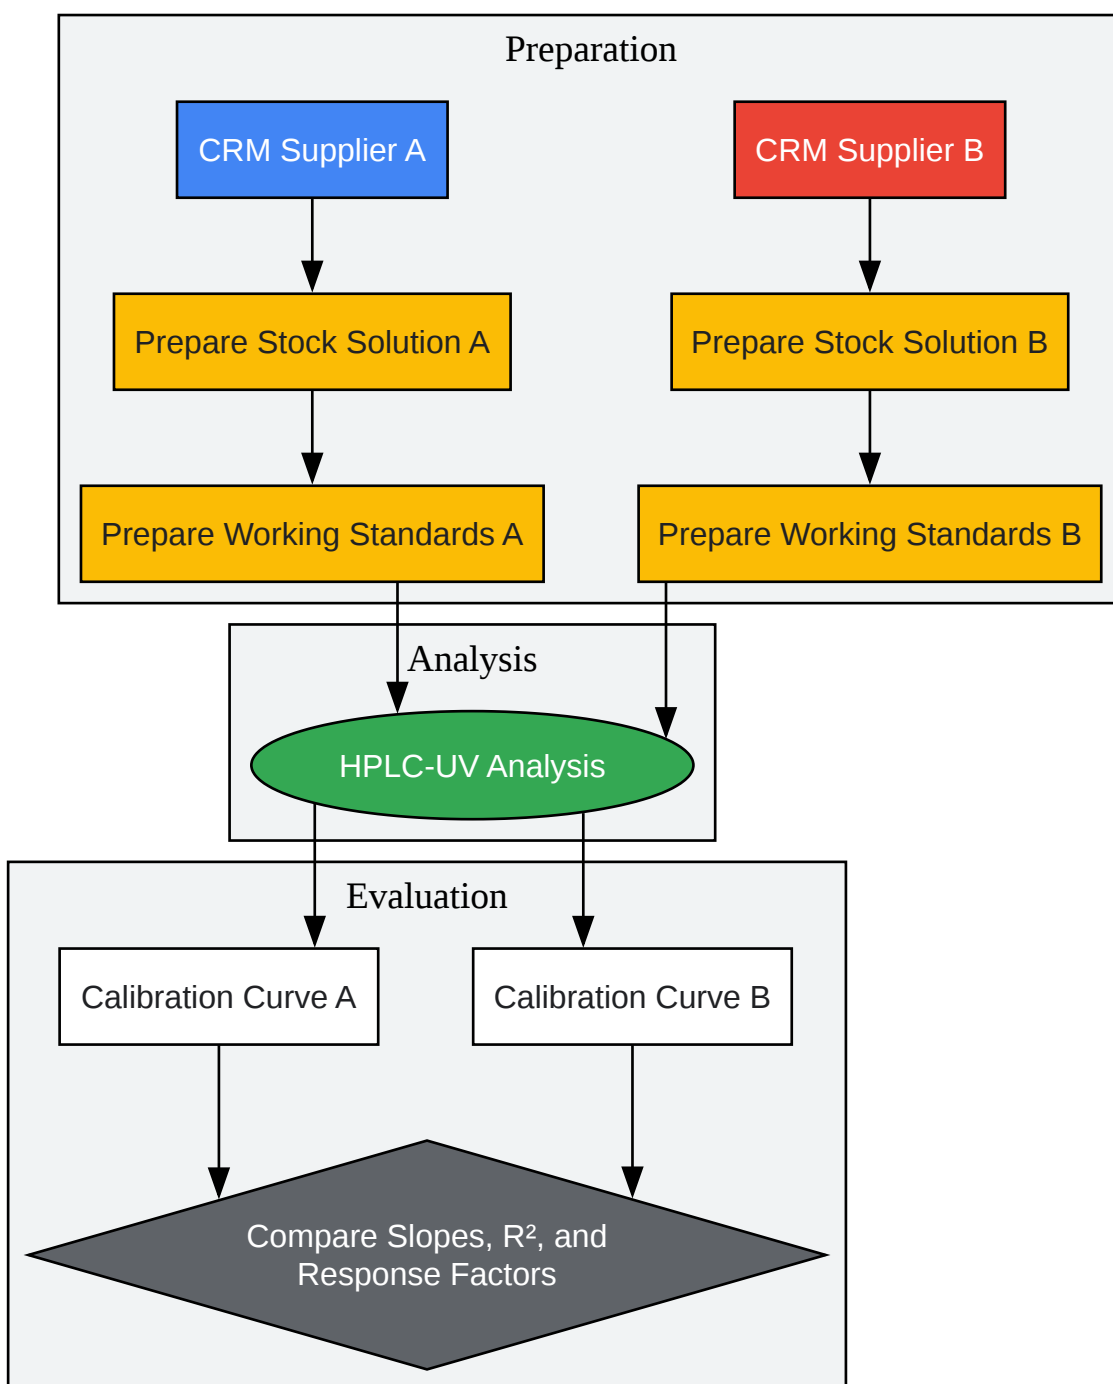 Preparation
CRM Supplier A
CRM Supplier B
Prepare Stock Solution A
Prepare Stock Solution B
Prepare Working Standards A
Prepare Working Standards B
Analysis
HPLC-UV Analysis
Evaluation
Calibration Curve A
Calibration Curve B
Compare Slopes, R², and
Response Factors